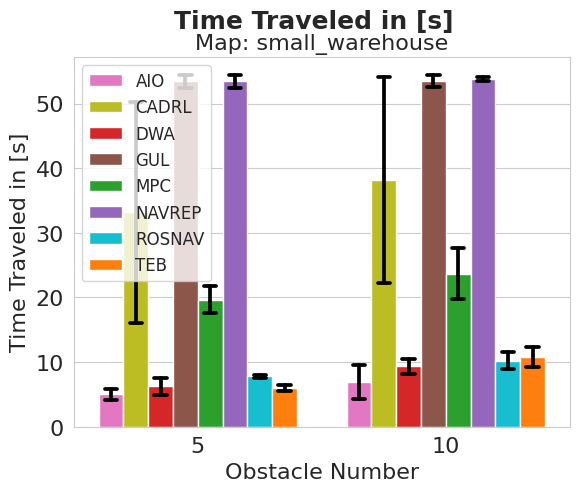 Time Traveled in [s]
Map: small_warehouse
Time Traveled in [s]
50
40
30
20
10
0
AIO
CADRL
DWA
GUL
MPC
NAVREP
ROSNAV
TEB
5
10
Obstacle Number